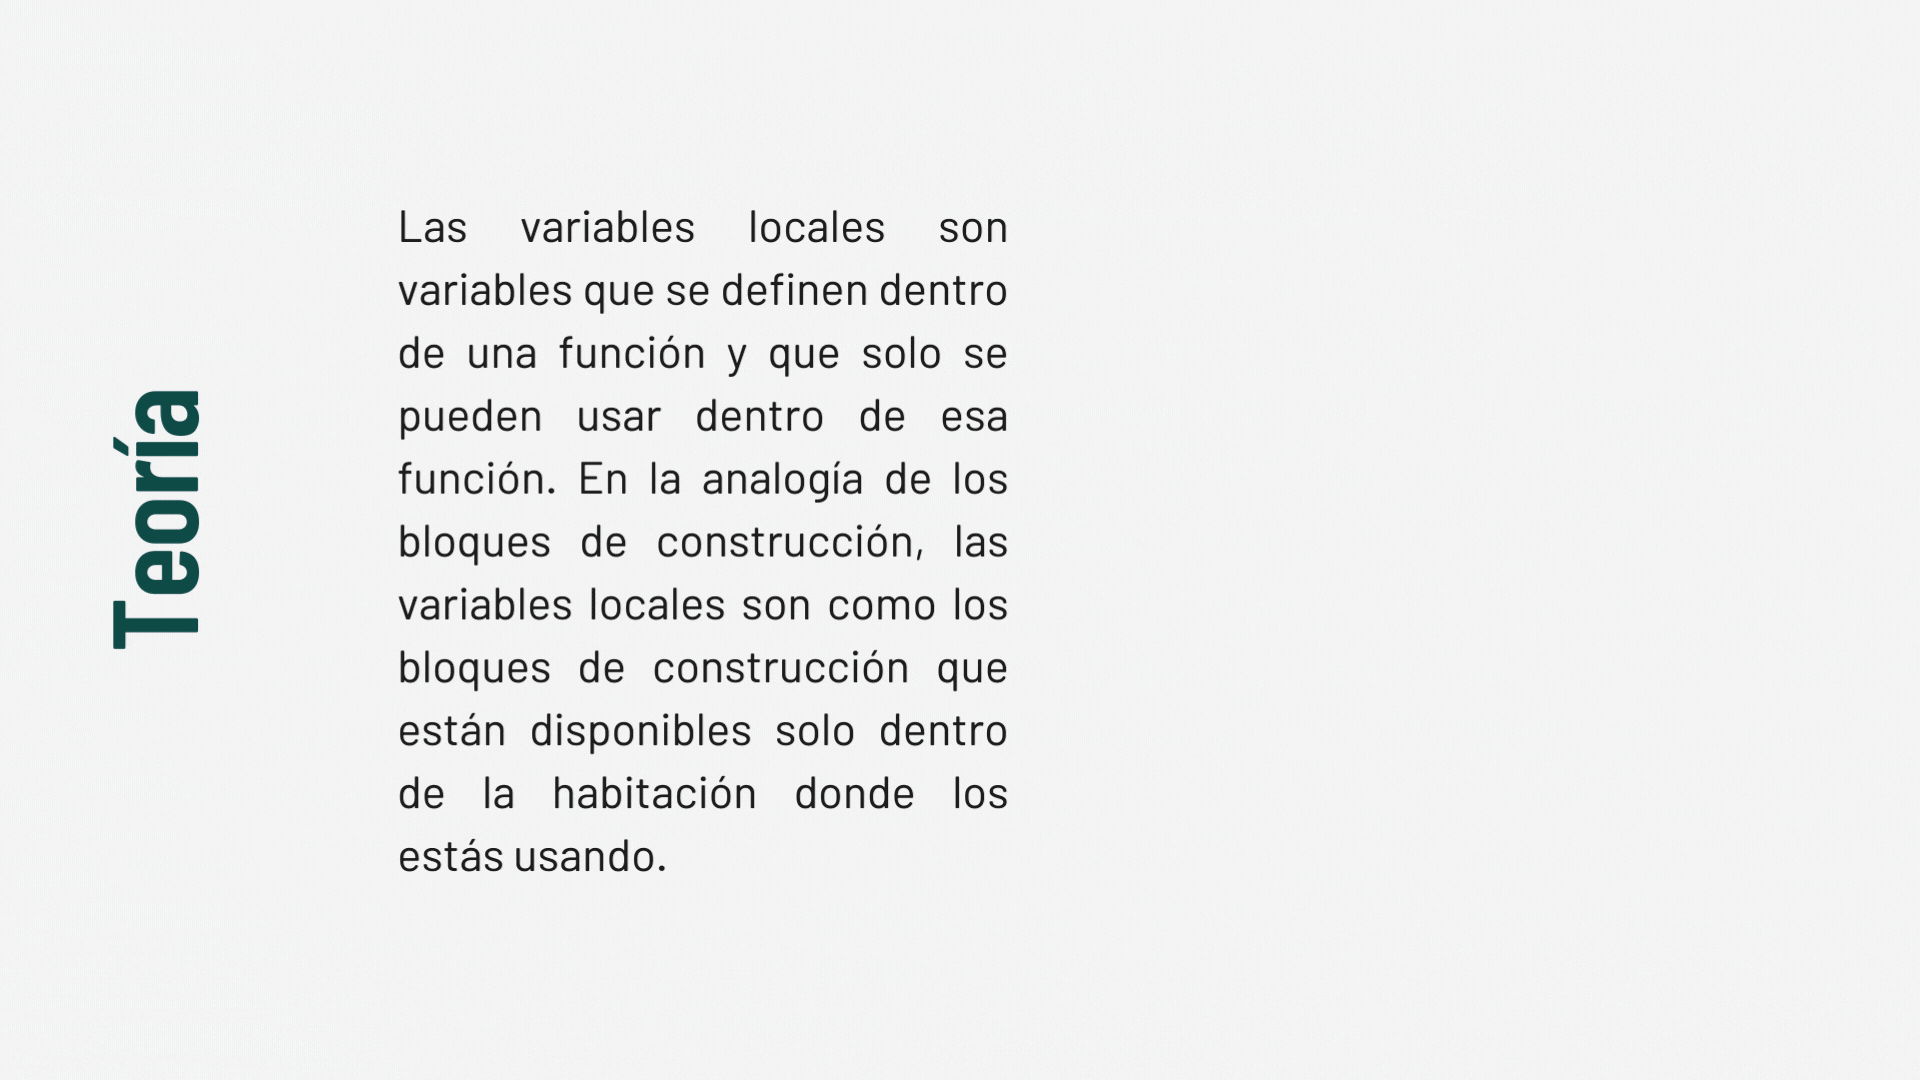 Teoría
Las variables locales son
variables que se definen dentro
de una función y que solo se
pueden usar dentro de esa
función. En la analogía de los
bloques de construcción, las
variables locales son como los
bloques de construcción que
están disponibles solo dentro
de la habitación donde los
estás usando.